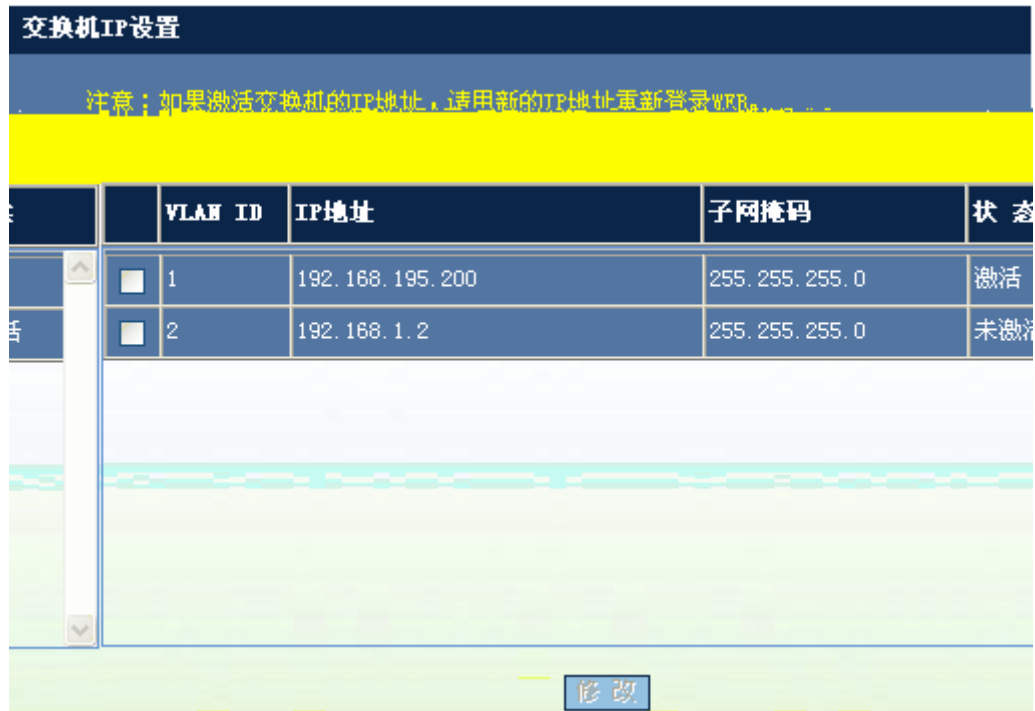 交换机IP设置
注意：如果激活交换机的IP地址，请用新的IP地址重新登录WEB。
VLAN ID IP地址 子网掩码 状 态
1 192.168.195.200 255.255.255.0 激活
活 2 192.168.1.2 255.255.255.0 未激活
修 改